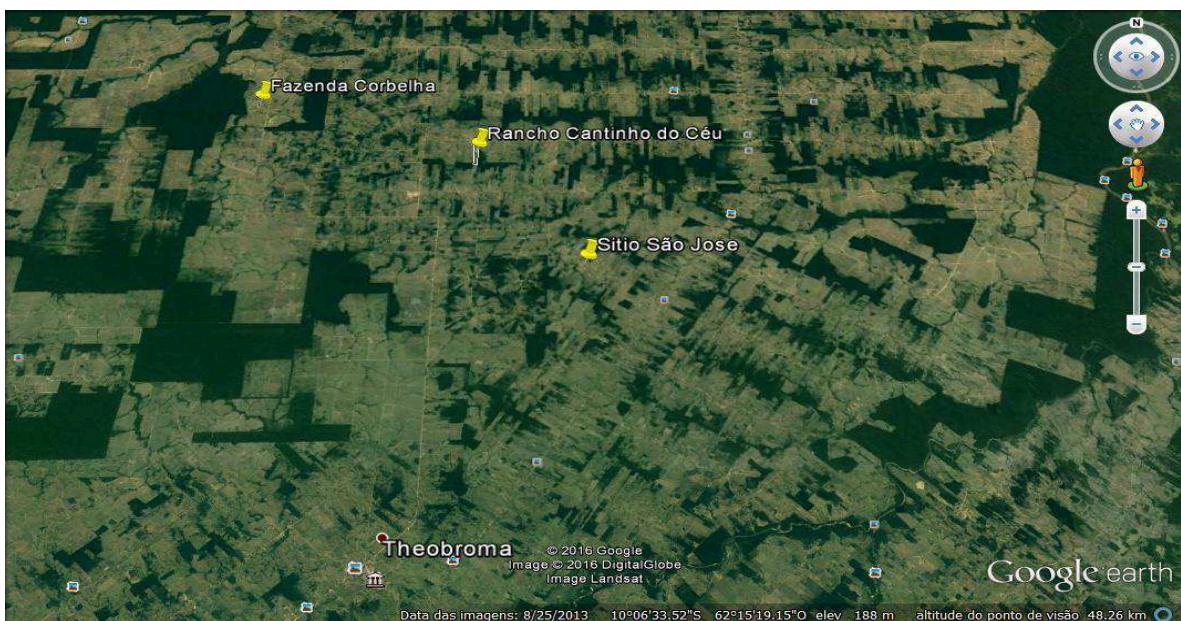 N
Fazenda Corbelha
Rancho Cantinho do Céu
Sitio São Jose
Theobroma
© 2016 Google
Image © 2016 DigitalGlobe
Image Landsat
Google earth
Data das imagens: 8/25/2013 10°06'33.52"S 62°15'19.15"O elev 188 m altitude do ponto de visão 48.26 km